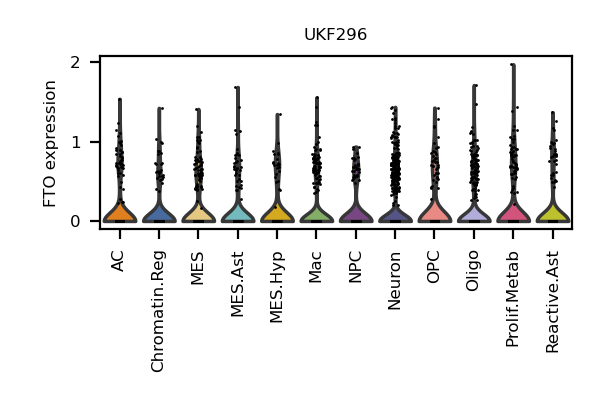 UKF296
FTO expression
2
1
0
AC
Chromatin.Reg
MES
MES.Ast
MES.Hyp
Mac
NPC
Neuron
OPC
Oligo
Prolif.Metab
Reactive.Ast